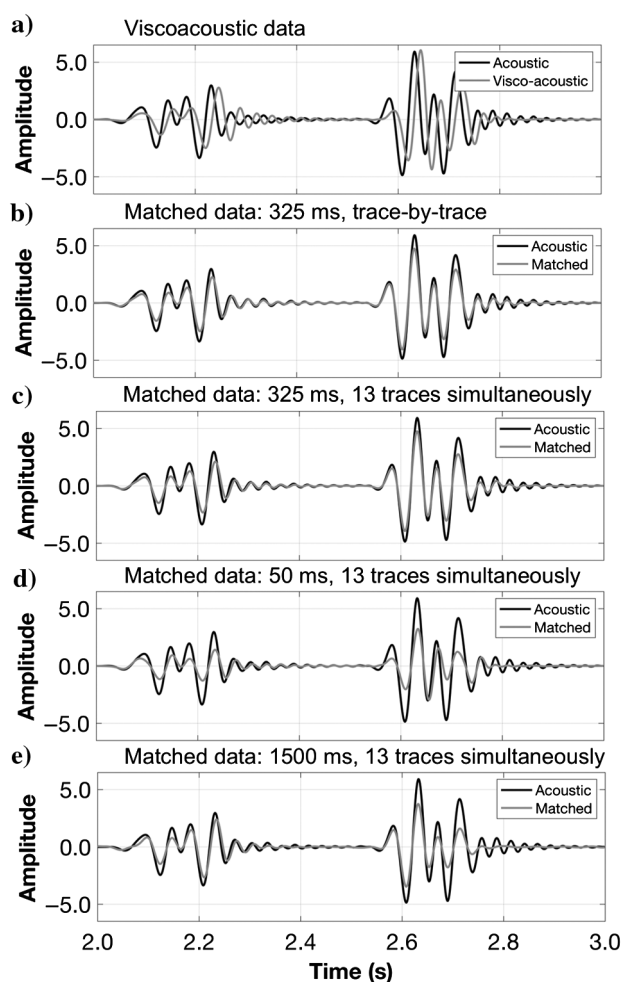 a) Viscoacoustic data
Amplitude
5.0
0.0
−5.0
Acoustic
Visco-acoustic
b) Matched data: 325 ms, trace-by-trace
Amplitude
5.0
0.0
−5.0
Acoustic
Matched
c) Matched data: 325 ms, 13 traces simultaneously
Amplitude
5.0
0.0
−5.0
Acoustic
Matched
d) Matched data: 50 ms, 13 traces simultaneously
Amplitude
5.0
0.0
−5.0
Acoustic
Matched
e) Matched data: 1500 ms, 13 traces simultaneously
Amplitude
5.0
0.0
−5.0
Acoustic
Matched
2.0 2.2 2.4 2.6 2.8 3.0
Time (s)